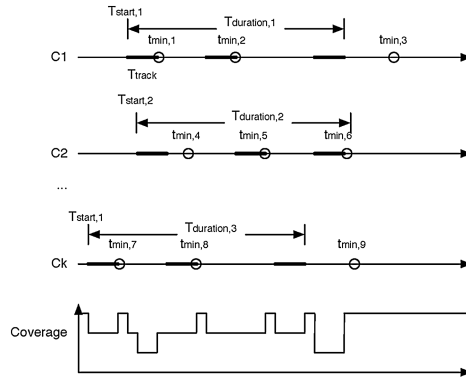 Tstart,1
Tduration,1
tmin,1 tmin,2 tmin,3
C1
Ttrack
Tstart,2
Tduration,2
tmin,4 tmin,5 tmin,6
C2
...
Tstart,1
Tduration,3
tmin,7 tmin,8 tmin,9
Ck
Coverage